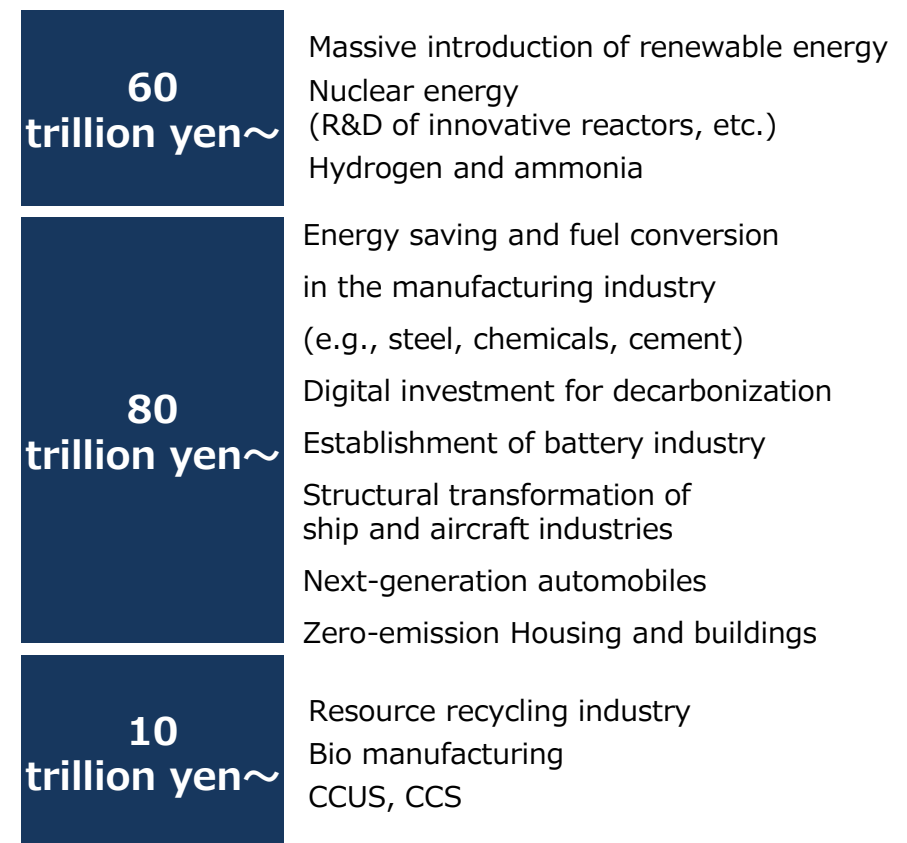 60
trillion yen～
Massive introduction of renewable energy
Nuclear energy
(R&D of innovative reactors, etc.)
Hydrogen and ammonia
80
trillion yen～
Energy saving and fuel conversion
in the manufacturing industry
(e.g., steel, chemicals, cement)
Digital investment for decarbonization
Establishment of battery industry
Structural transformation of
ship and aircraft industries
Next-generation automobiles
Zero-emission Housing and buildings
10
trillion yen～
Resource recycling industry
Bio manufacturing
CCUS, CCS